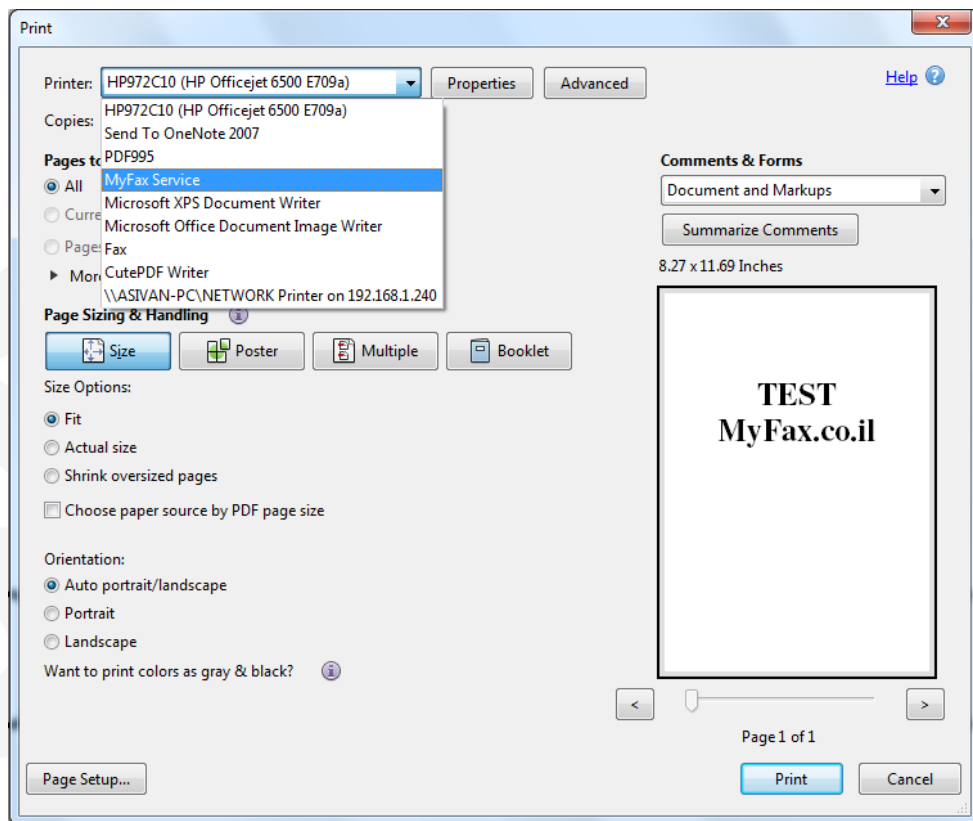 Print
Printer: HP972C10 (HP Officejet 6500 E709a) Properties Advanced Help
Copies:
HP972C10 (HP Officejet 6500 E709a)
Send To OneNote 2007
PDF995
MyFax Service
Microsoft XPS Document Writer
Microsoft Office Document Image Writer
Fax
CutePDF Writer
\\ASIVAN-PC\NETWORK Printer on 192.168.1.240
Pages to
All
Curre
Pages
More
Comments & Forms
Document and Markups
Summarize Comments
8.27 x 11.69 Inches
Page Sizing & Handling
Size Poster Multiple Booklet
Size Options:
Fit
Actual size
Shrink oversized pages
Choose paper source by PDF page size
Orientation:
Auto portrait/landscape
Portrait
Landscape
Want to print colors as gray & black?
TEST
MyFax.co.il
< >
Page 1 of 1
Page Setup... Print Cancel